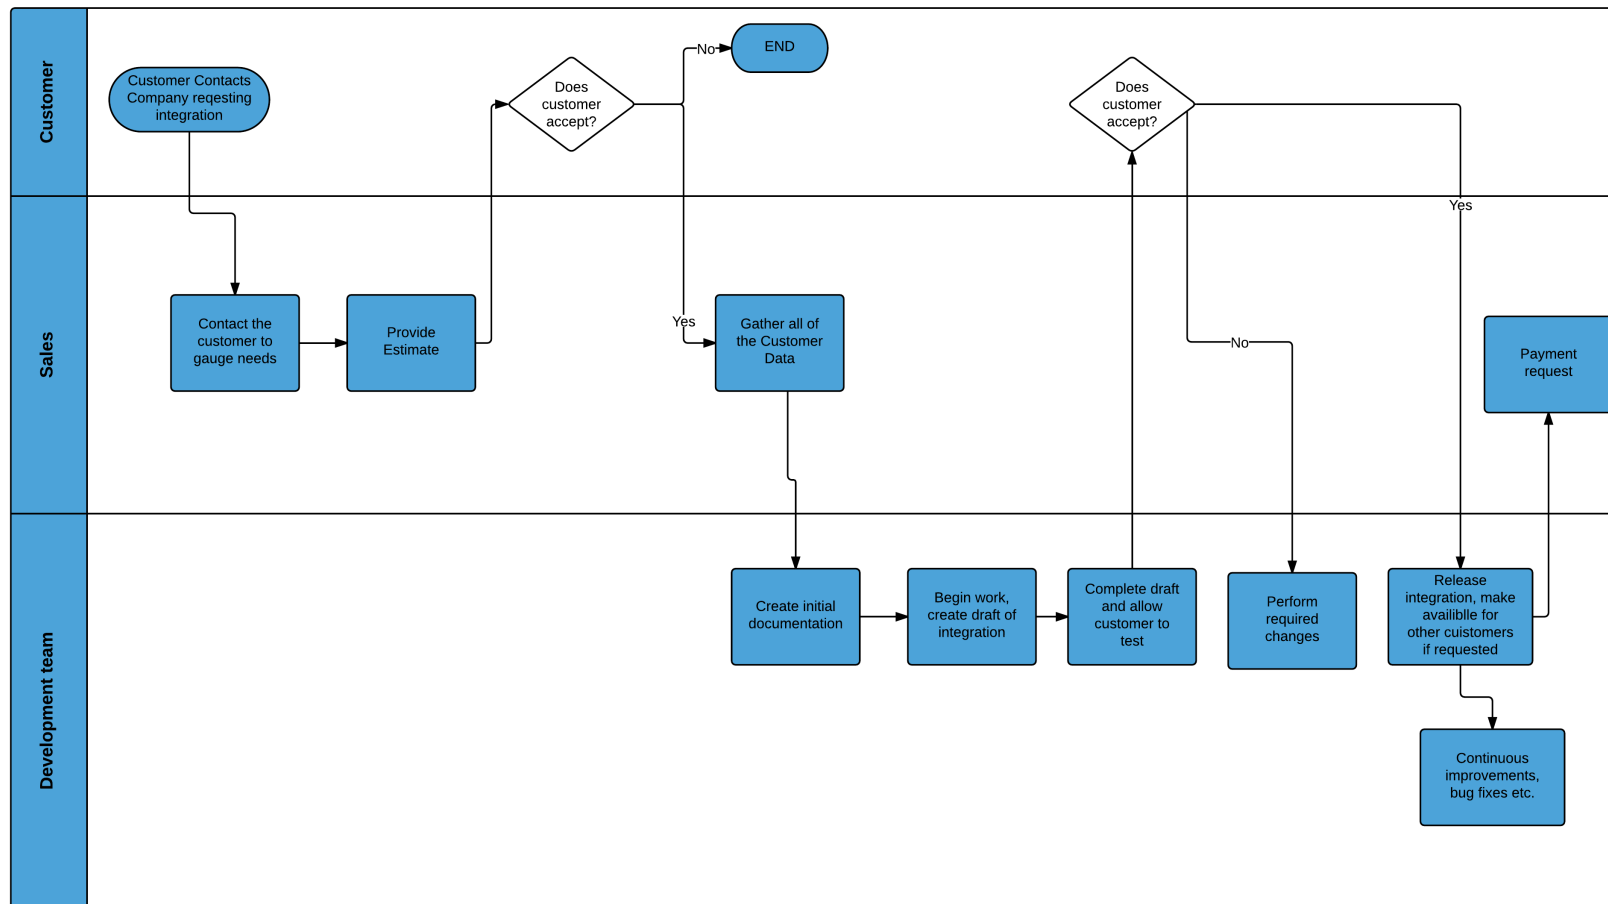 Customer
Customer Contacts
Company reqesting
integration
Does
customer
accept?
No
END
Does
customer
accept?
Yes
Sales
Contact the
customer to
gauge needs
Provide
Estimate
Yes
Gather all of
the Customer
Data
No
Payment
request
Development team
Create initial
documentation
Begin work,
create draft of
integration
Complete draft
and allow
customer to
test
Perform
required
changes
Release
integration, make
availiblle for
other cuistomers
if requested
Continuous
improvements,
bug fixes etc.